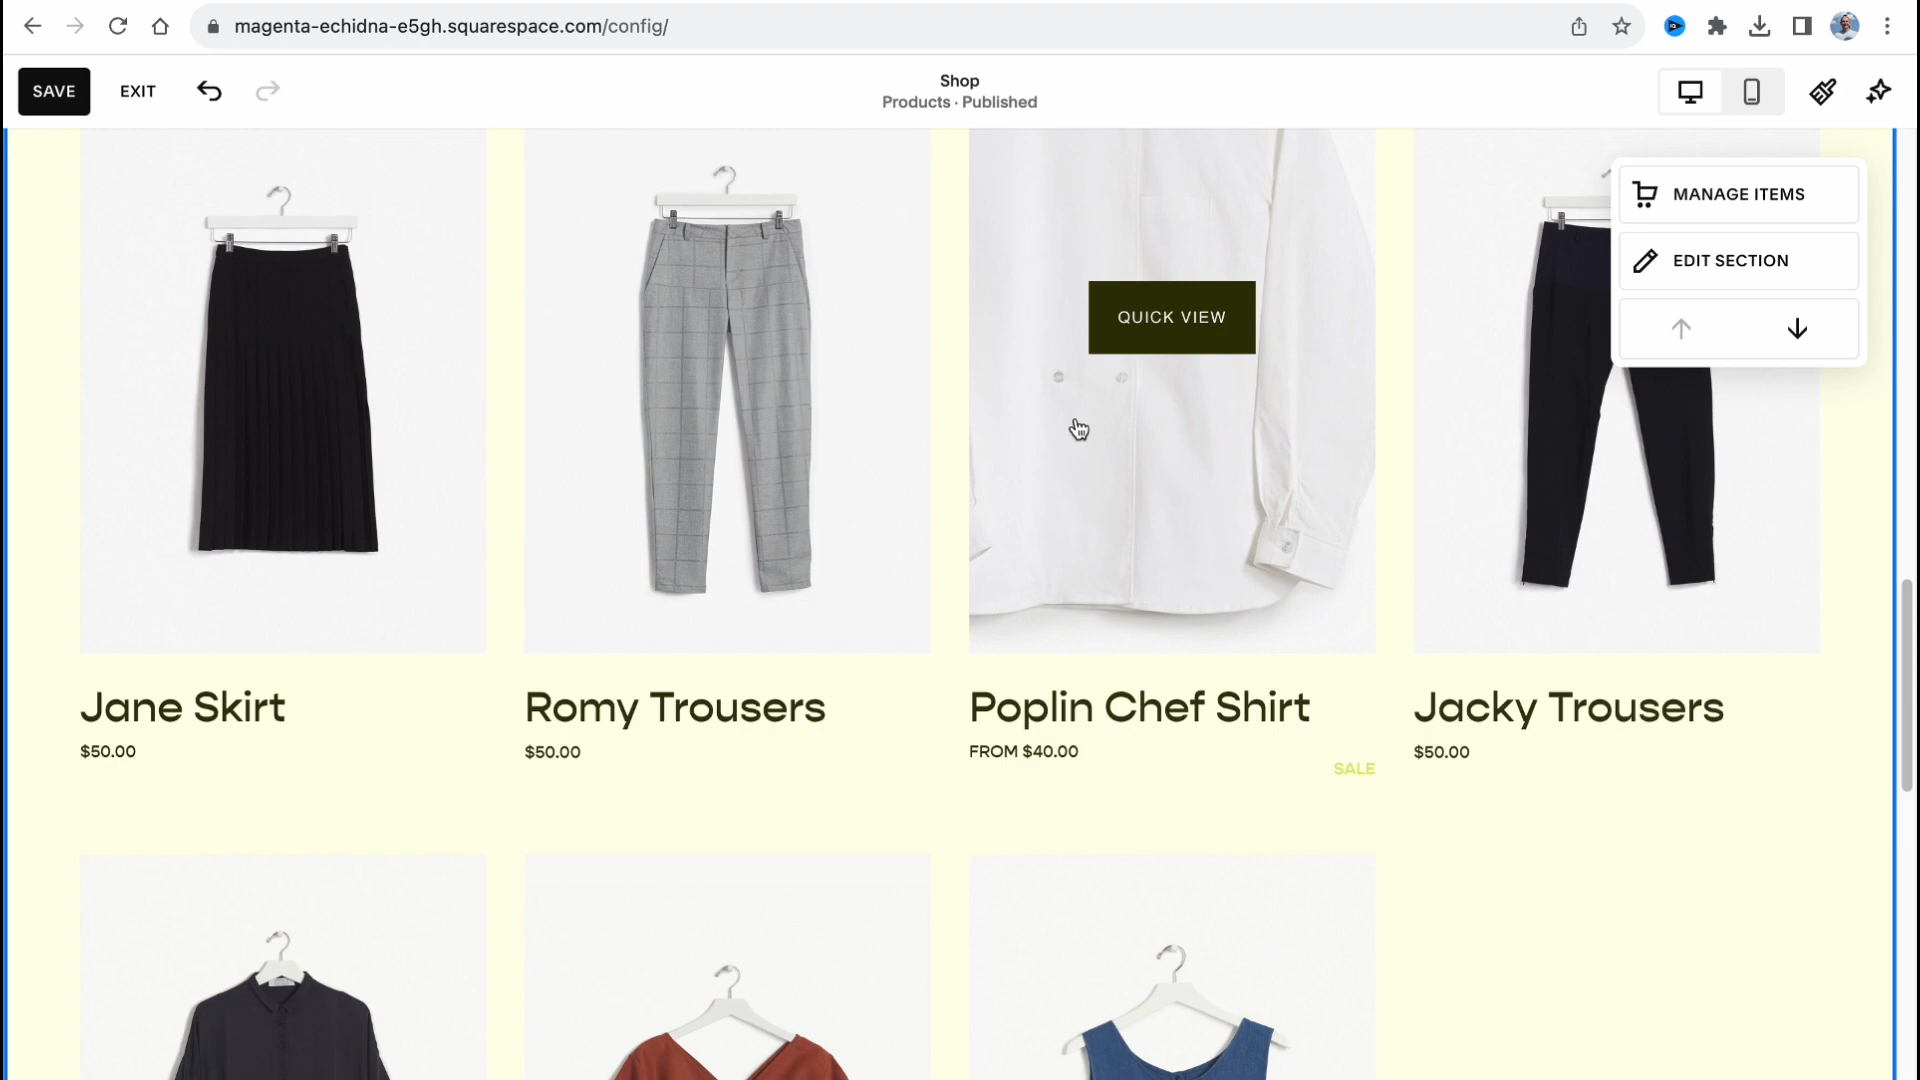 magenta-echidna-e5gh.squarespace.com/config/
SAVE
EXIT
Shop
Products · Published
MANAGE ITEMS
EDIT SECTION
QUICK VIEW
Jane Skirt
$50.00
Romy Trousers
$50.00
Poplin Chef Shirt
FROM $40.00
SALE
Jacky Trousers
$50.00